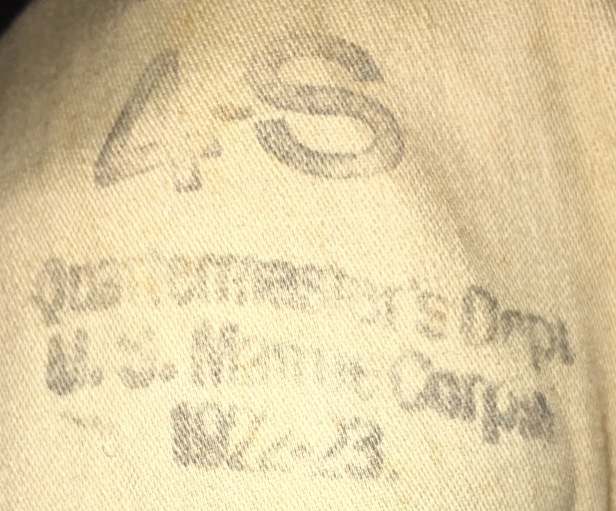 4-S
Quartermaster's Dept
U. S. Marine Corps
1922-23